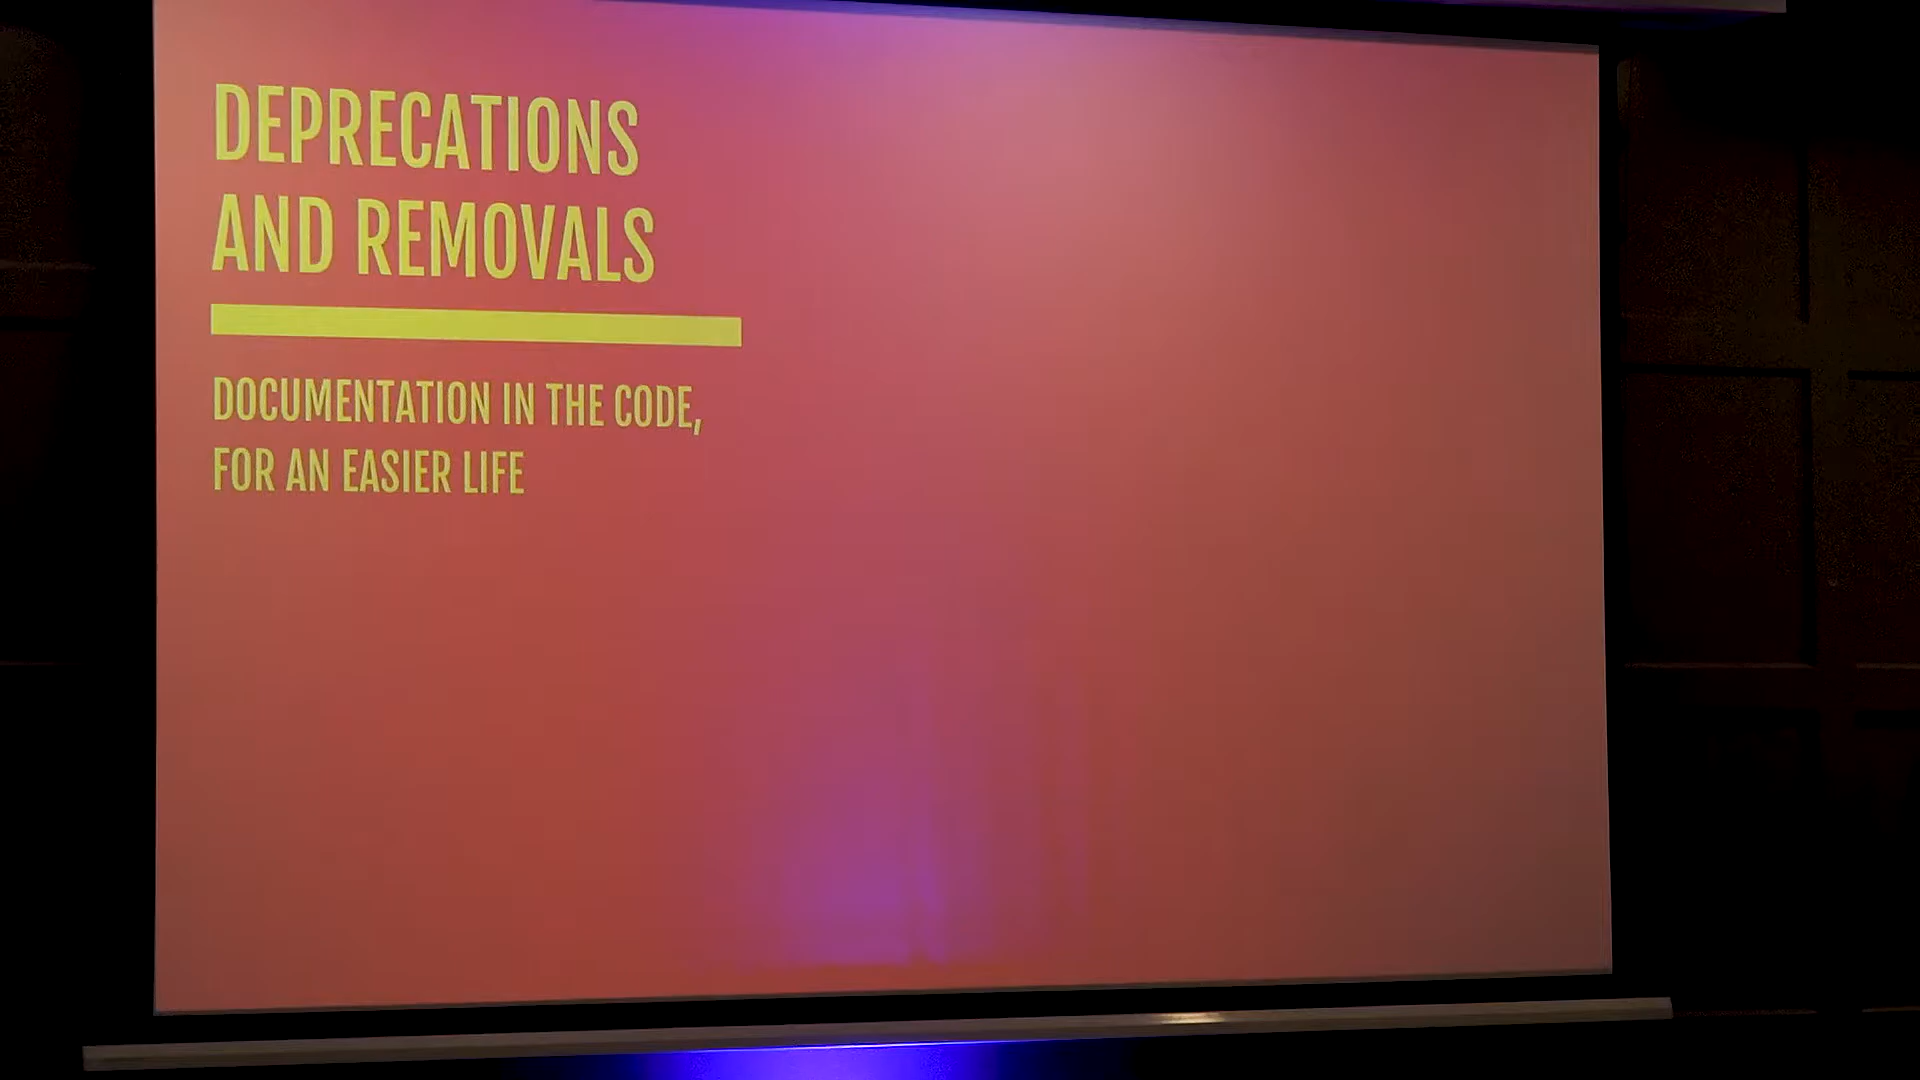 DEPRECATIONS
AND REMOVALS
DOCUMENTATION IN THE CODE,
FOR AN EASIER LIFE